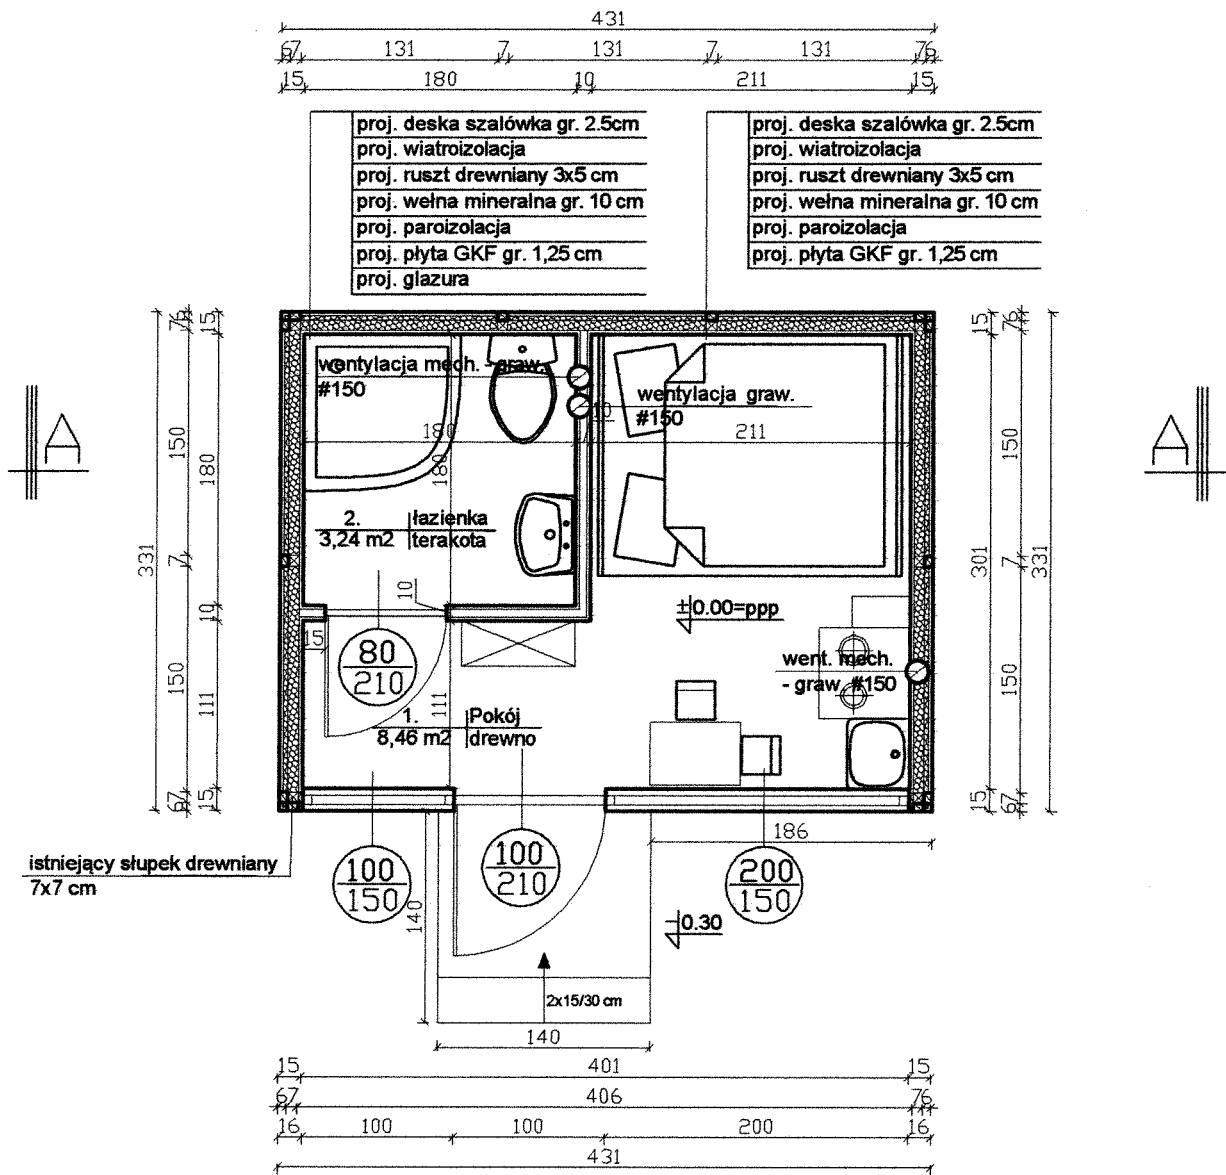 431
67 131 7 131 7 131 76
15 180 10 211 15
proj. deska szalówka gr. 2.5cm
proj. wiatroizolacja
proj. ruszt drewniany 3x5 cm
proj. wełna mineralna gr. 10 cm
proj. paroizolacja
proj. płyta GKF gr. 1,25 cm
proj. glazura
proj. deska szalówka gr. 2.5cm
proj. wiatroizolacja
proj. ruszt drewniany 3x5 cm
proj. wełna mineralna gr. 10 cm
proj. paroizolacja
proj. płyta GKF gr. 1,25 cm
331
76 150 7 150 67
15 180 10 111 15
A
wentylacja mech. - graw.
#150
wentylacja graw.
#150
10
180
211
180
2. łazienka
3,24 m2 terakota
10
15
80
210
±0.00=ppp
went. mech.
- graw. #150
111
1. Pokój
8,46 m2 drewno
15 301 15
76 150 7 150 67
331
A
istniejący słupek drewniany
7x7 cm
100
150
100
210
186
200
150
140
-0.30
2x15/30 cm
140
15 401 15
67 406 76
16 100 100 200 16
431